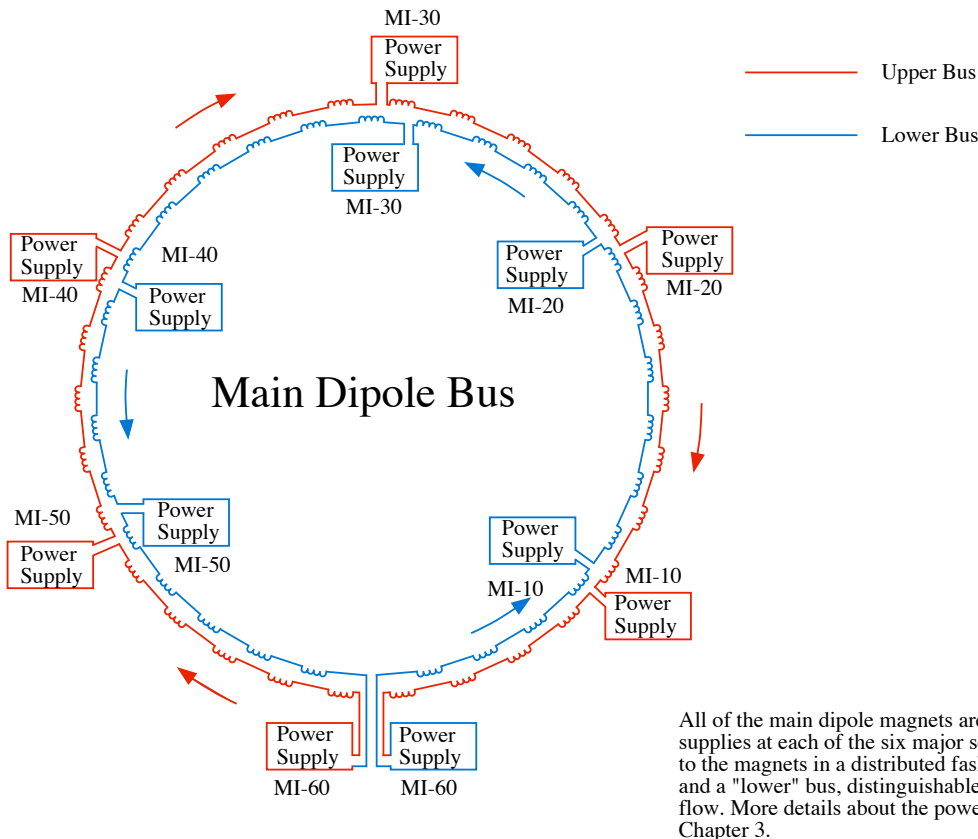 MI-30
Power
Supply
Upper Bus
Lower Bus
Power
Supply
MI-30
Power
Supply
MI-40
MI-40
Power
Supply
Power
Supply
MI-20
Power
Supply
MI-20
Main Dipole Bus
MI-50
Power
Supply
Power
Supply
MI-50
Power
Supply
MI-10
MI-10
Power
Supply
Power
Supply
MI-60
Power
Supply
MI-60
All of the main dipole magnets are
supplies at each of the six major
to the magnets in a distributed
and a "lower" bus, distinguishable
flow. More details about the
Chapter 3.